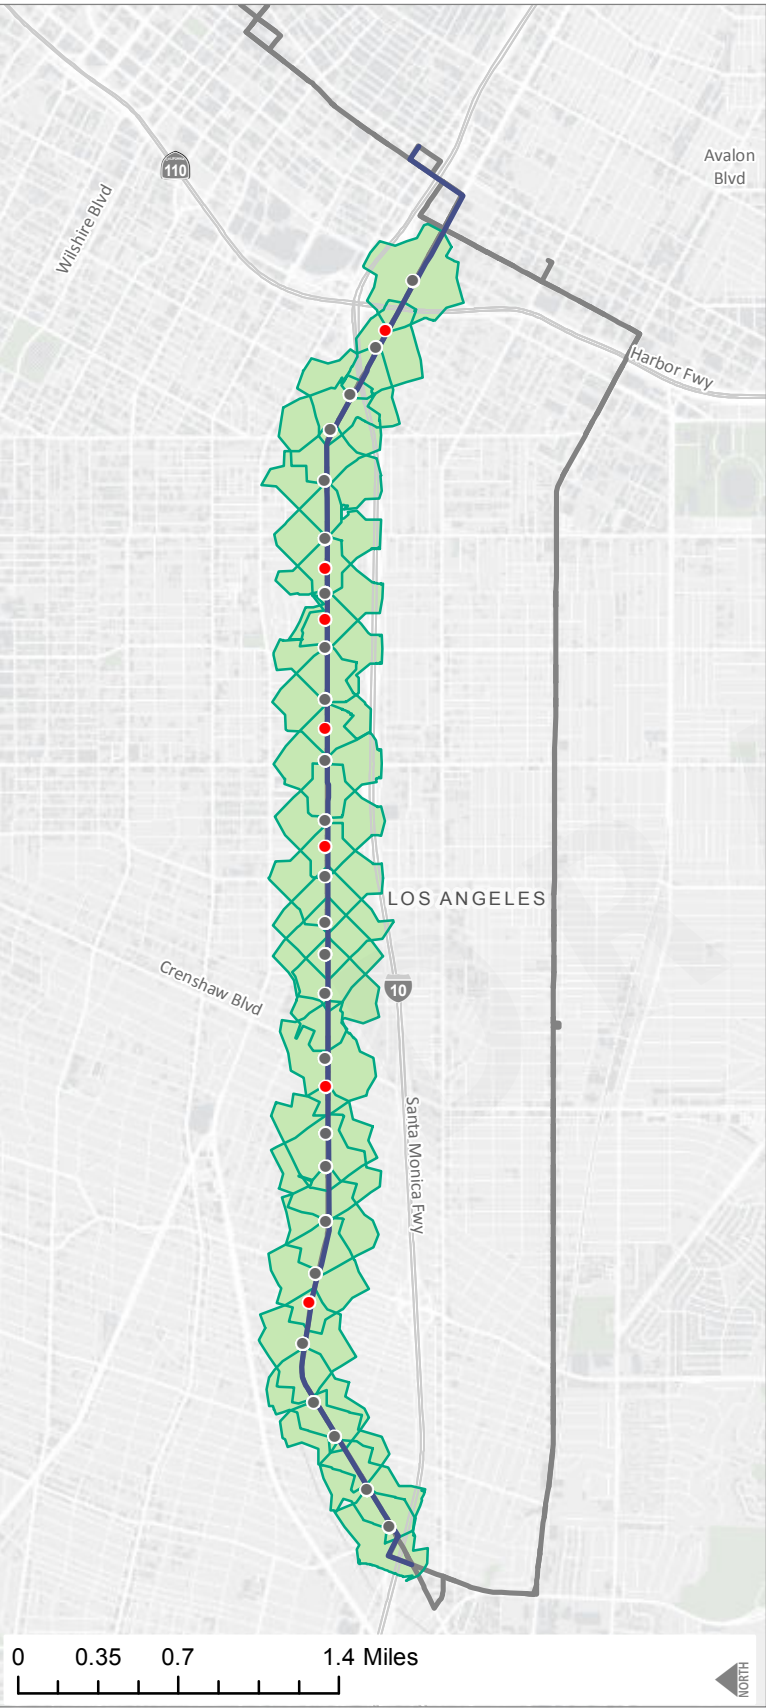 Avalon
Blvd
CALIFORNIA
110
Wilshire Blvd
Harbor Fwy
LOS ANGELES
Crenshaw Blvd
10
Santa Monica Fwy
0 0.35 0.7 1.4 Miles
NORTH